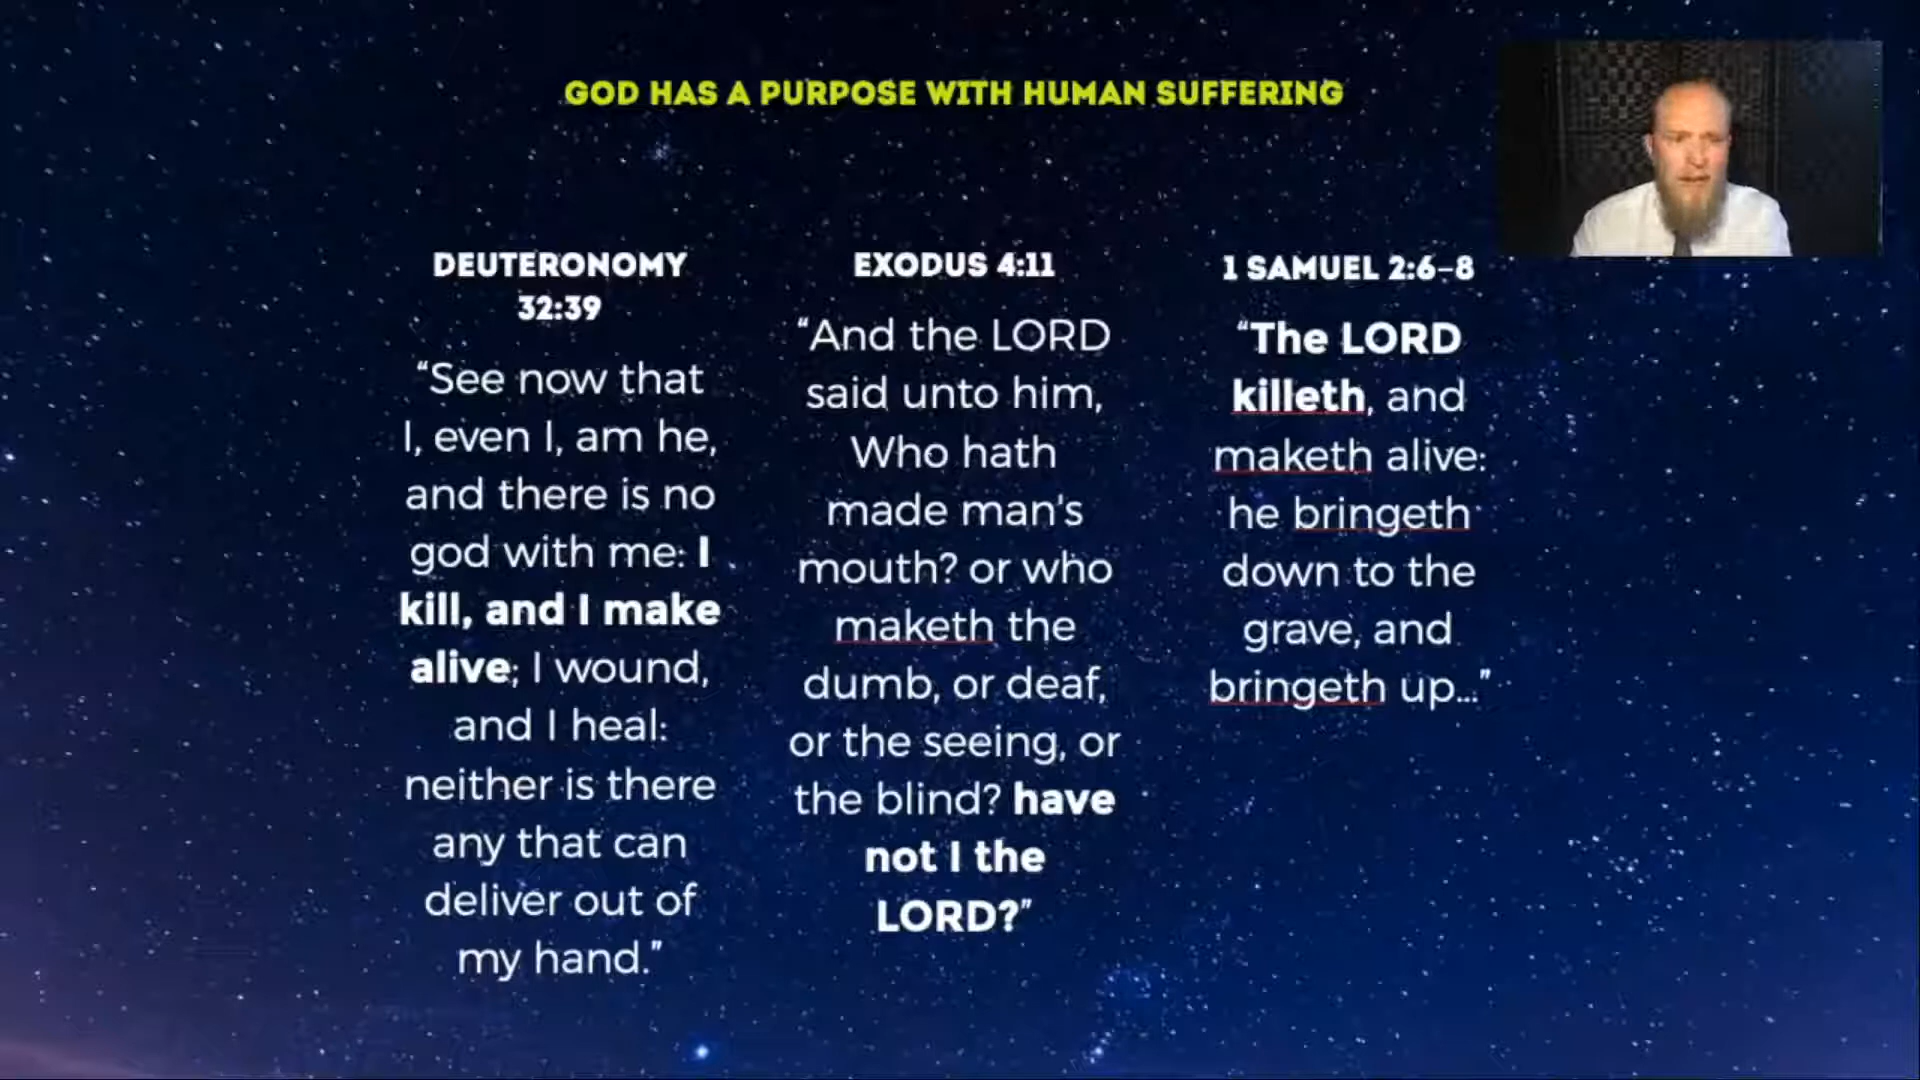 GOD HAS A PURPOSE WITH HUMAN SUFFERING
DEUTERONOMY
32:39
“See now that
I, even I, am he,
and there is no
god with me: I
kill, and I make
alive; I wound,
and I heal:
neither is there
any that can
deliver out of
my hand.”
EXODUS 4:11
“And the LORD
said unto him,
Who hath
made man's
mouth? or who
maketh the
dumb, or deaf,
or the seeing, or
the blind? have
not I the
LORD?”
1 SAMUEL 2:6–8
“The LORD
killeth, and
maketh alive:
he bringeth
down to the
grave, and
bringeth up...”